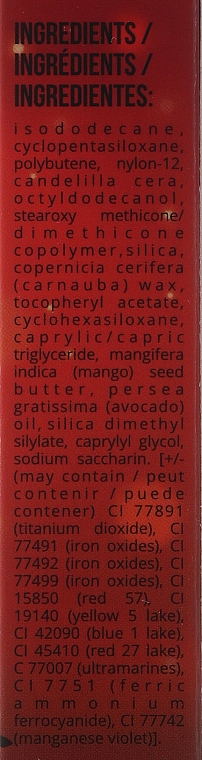 INGREDIENTS /
INGRÉDIENTS /
INGREDIENTES:
isododecane,
cyclopentasiloxane,
polybutene, nylon-12,
candelilla cera,
octyldodecanol,
stearoxy methicone/
dimethicone
copolymer,silica,
copernicia cerifera
(carnauba) wax,
tocopheryl acetate,
cyclohexasiloxane,
caprylic/capric
triglyceride, mangifera
indica (mango) seed
butter, persea
gratissima (avocado)
oil, silica dimethyl
silylate, caprylyl glycol,
sodium saccharin. [+/-
(may contain / peut
contenir / puede
contener) CI 77891
(titanium dioxide), CI
77491 (iron oxides), CI
77492 (iron oxides), CI
77499 (iron oxides), CI
15850 (red 57), CI
19140 (yellow 5 lake),
CI 42090 (blue 1 lake),
CI 45410 (red 27 lake),
C 77007 (ultramarines),
CI 7751 (ferric
ammonium
ferrocyanide), CI 77742
(manganese violet)].